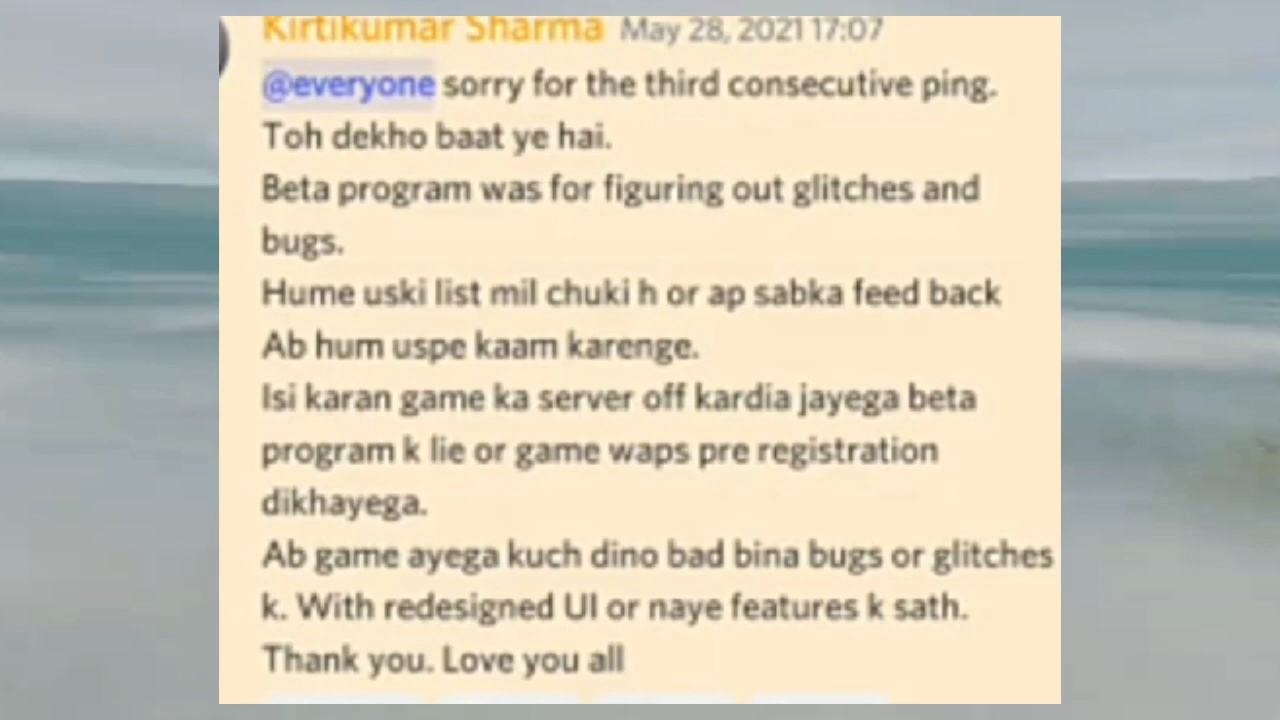 Kirtikumar Sharma May 28, 2021 17:07
@everyone sorry for the third consecutive ping.
Toh dekho baat ye hai.
Beta program was for figuring out glitches and
bugs.
Hume uski list mil chuki h or ap sabka feed back
Ab hum uspe kaam karenge.
Isi karan game ka server off kardia jayega beta
program k lie or game waps pre registration
dikhayega.
Ab game ayega kuch dino bad bina bugs or glitches
k. With redesigned UI or naye features k sath.
Thank you. Love you all